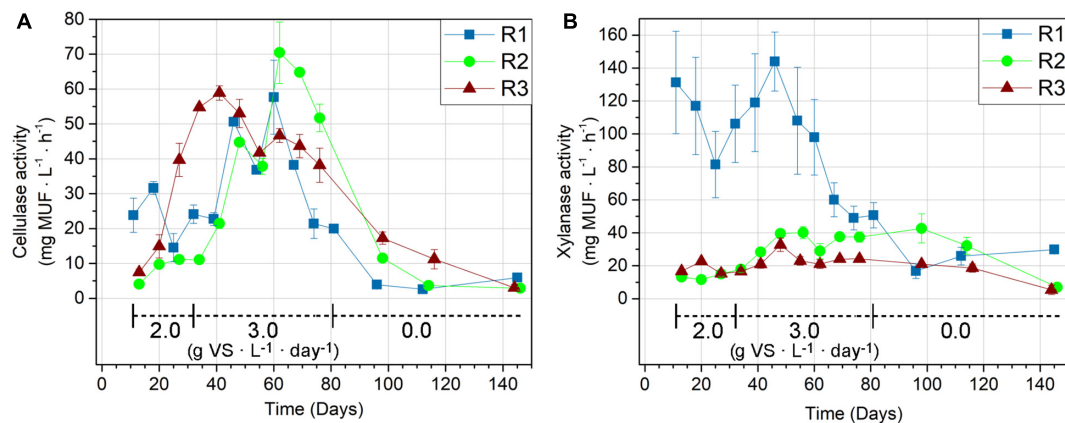 A
80
70
60
50
40
30
20
10
0
Cellulase activity
(mg MUF · L⁻¹ · h⁻¹)
R1
R2
R3
2.0
3.0
0.0
(g VS · L⁻¹ · day⁻¹)
0 20 40 60 80 100 120 140
Time (Days)
B
160
140
120
100
80
60
40
20
0
Xylanase activity
(mg MUF · L⁻¹ · h⁻¹)
R1
R2
R3
2.0
3.0
0.0
(g VS · L⁻¹ · day⁻¹)
0 20 40 60 80 100 120 140
Time (Days)